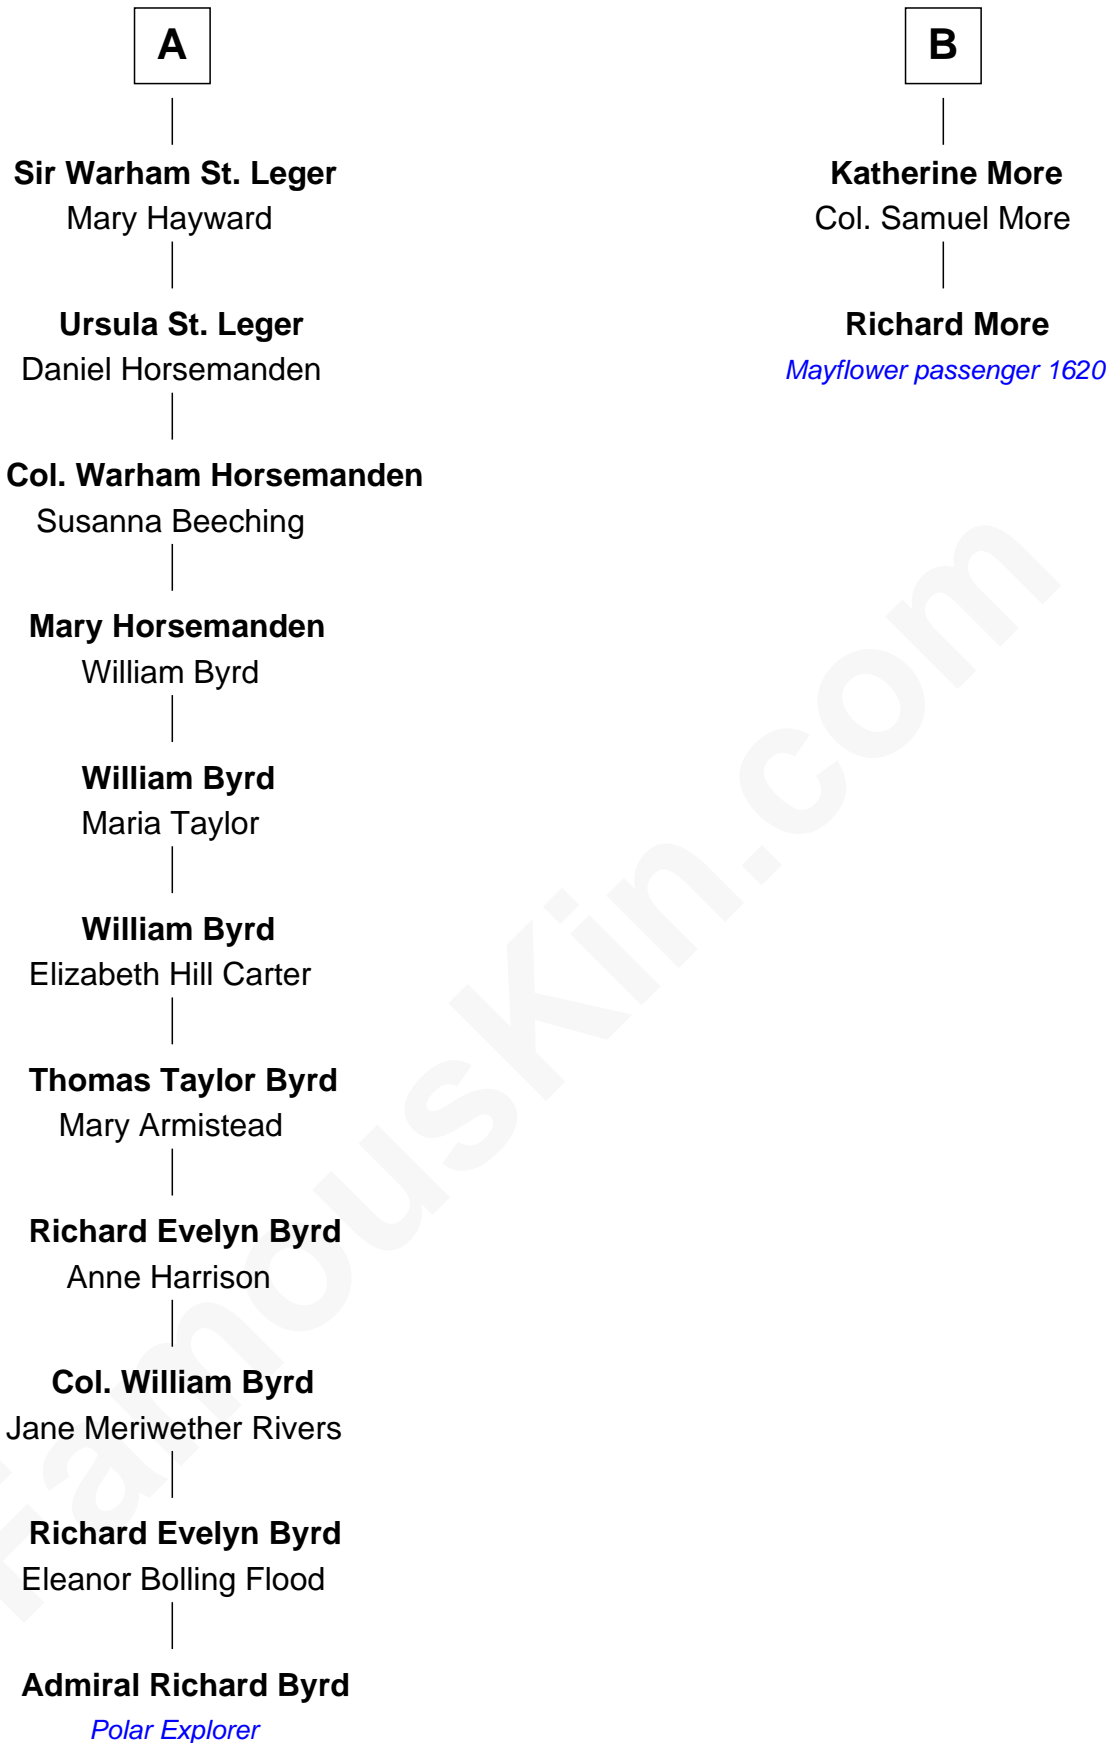 A
Sir Warham St. Leger
Mary Hayward
Ursula St. Leger
Daniel Horsemanden
Col. Warham Horsemanden
Susanna Beeching
Mary Horsemanden
William Byrd
William Byrd
Maria Taylor
William Byrd
Elizabeth Hill Carter
Thomas Taylor Byrd
Mary Armistead
Richard Evelyn Byrd
Anne Harrison
Col. William Byrd
Jane Meriwether Rivers
Richard Evelyn Byrd
Eleanor Bolling Flood
Admiral Richard Byrd
Polar Explorer
B
Katherine More
Col. Samuel More
Richard More
Mayflower passenger 1620
FamousKin.com